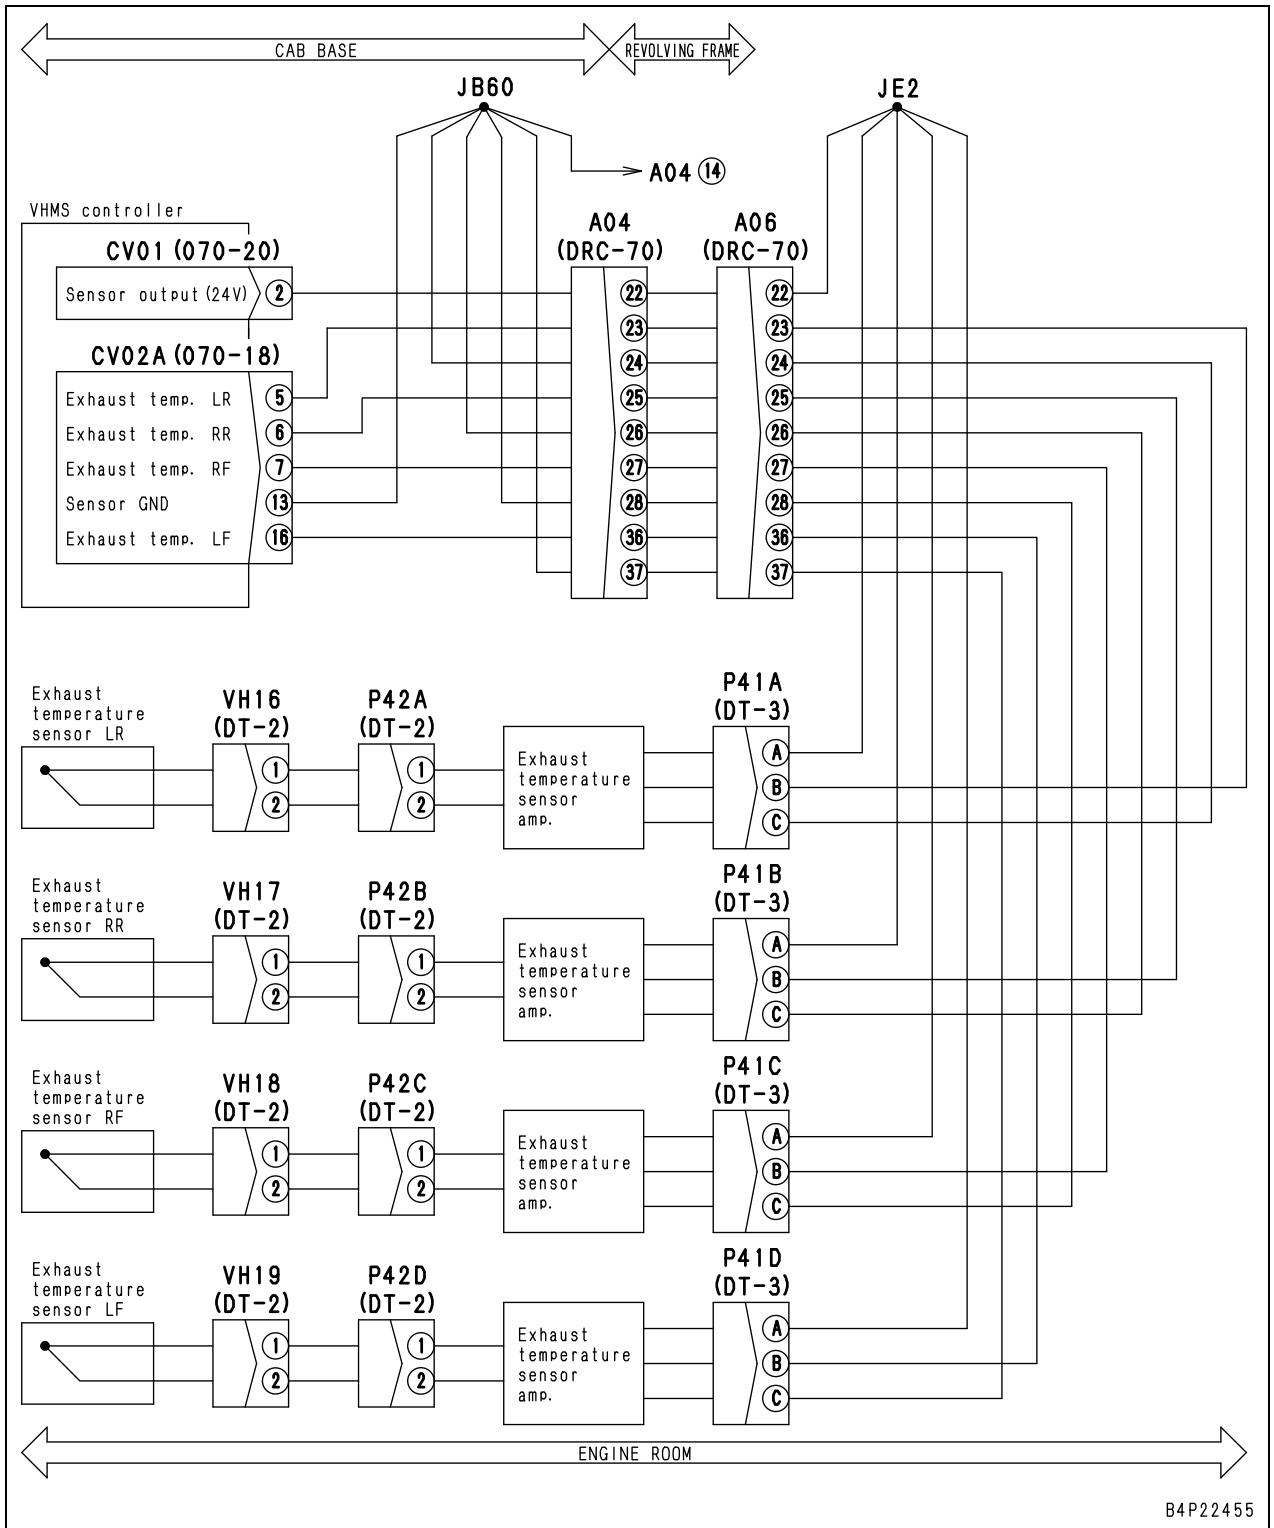 CAB BASE
REVOLVING FRAME
JB60
JE2
A04 14
VHMS controller
A04
(DRC-70)
A06
(DRC-70)
CV01 (070-20)
Sensor output (24V) 2
CV02A (070-18)
Exhaust temp. LR 5
Exhaust temp. RR 6
Exhaust temp. RF 7
Sensor GND 13
Exhaust temp. LF 16
22 22
23 23
24 24
25 25
26 26
27 27
28 28
36 36
37 37
Exhaust
temperature
sensor LR
VH16
(DT-2)
1
2
P42A
(DT-2)
1
2
Exhaust
temperature
sensor
amp.
P41A
(DT-3)
A
B
C
Exhaust
temperature
sensor RR
VH17
(DT-2)
1
2
P42B
(DT-2)
1
2
Exhaust
temperature
sensor
amp.
P41B
(DT-3)
A
B
C
Exhaust
temperature
sensor RF
VH18
(DT-2)
1
2
P42C
(DT-2)
1
2
Exhaust
temperature
sensor
amp.
P41C
(DT-3)
A
B
C
Exhaust
temperature
sensor LF
VH19
(DT-2)
1
2
P42D
(DT-2)
1
2
Exhaust
temperature
sensor
amp.
P41D
(DT-3)
A
B
C
ENGINE ROOM
B4P22455